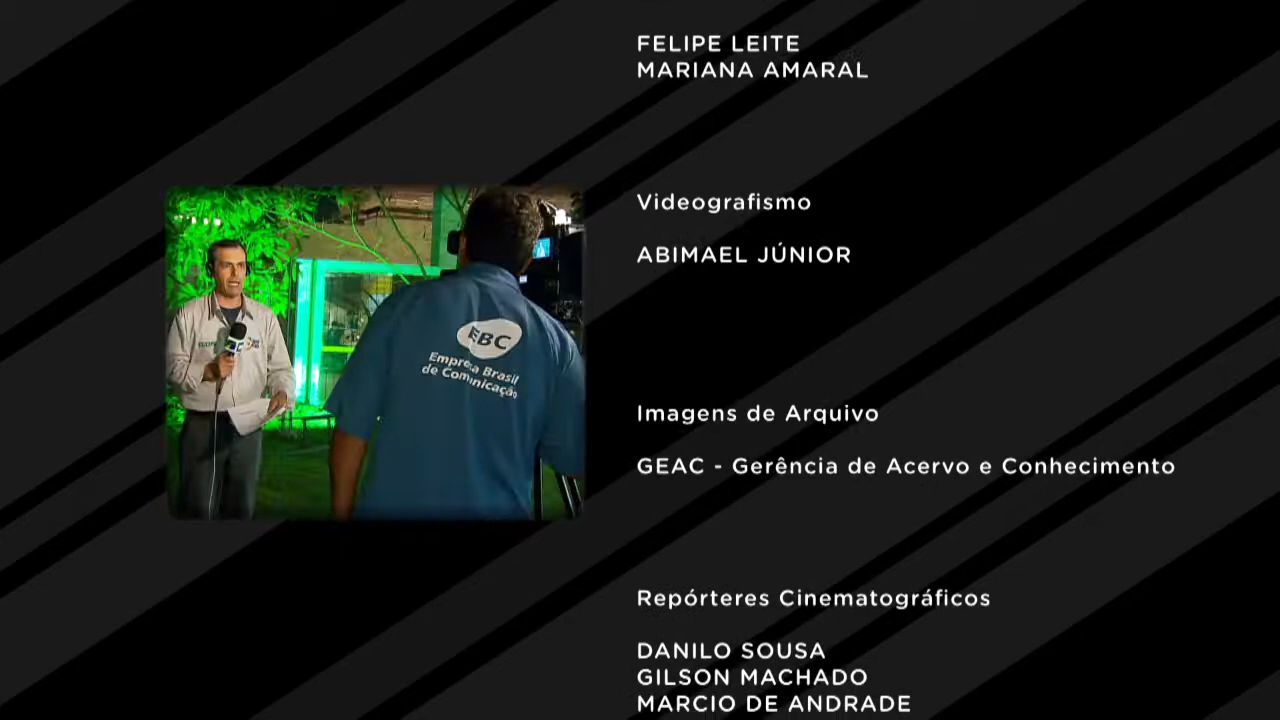 FELIPE LEITE
MARIANA AMARAL
Videografismo
ABIMAEL JÚNIOR
EBC
Empresa Brasil
de Comunicação
Imagens de Arquivo
GEAC - Gerência de Acervo e Conhecimento
Repórteres Cinematográficos
DANILO SOUSA
GILSON MACHADO
MARCIO DE ANDRADE